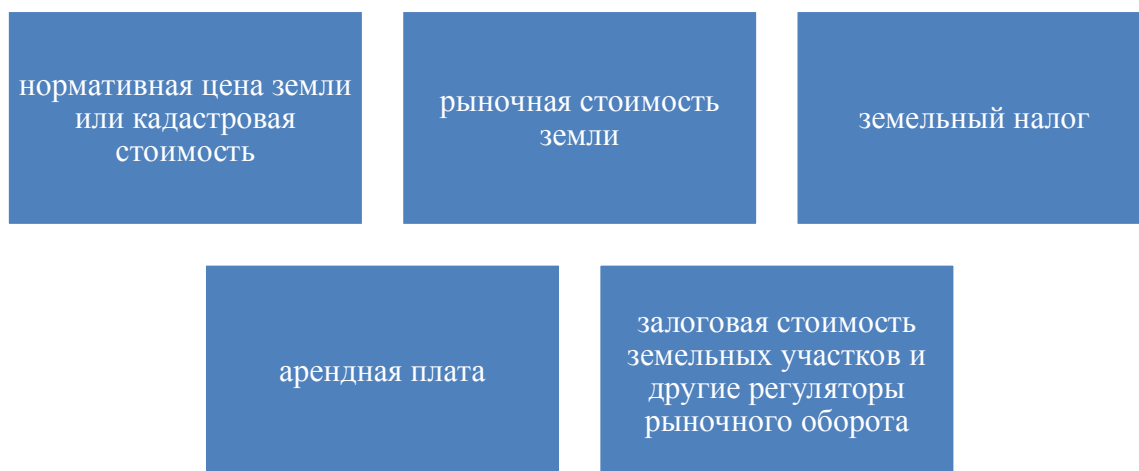 нормативная цена земли
или кадастровая
стоимость
рыночная стоимость
земли
земельный налог
арендная плата
залоговая стоимость
земельных участков и
другие регуляторы
рыночного оборота